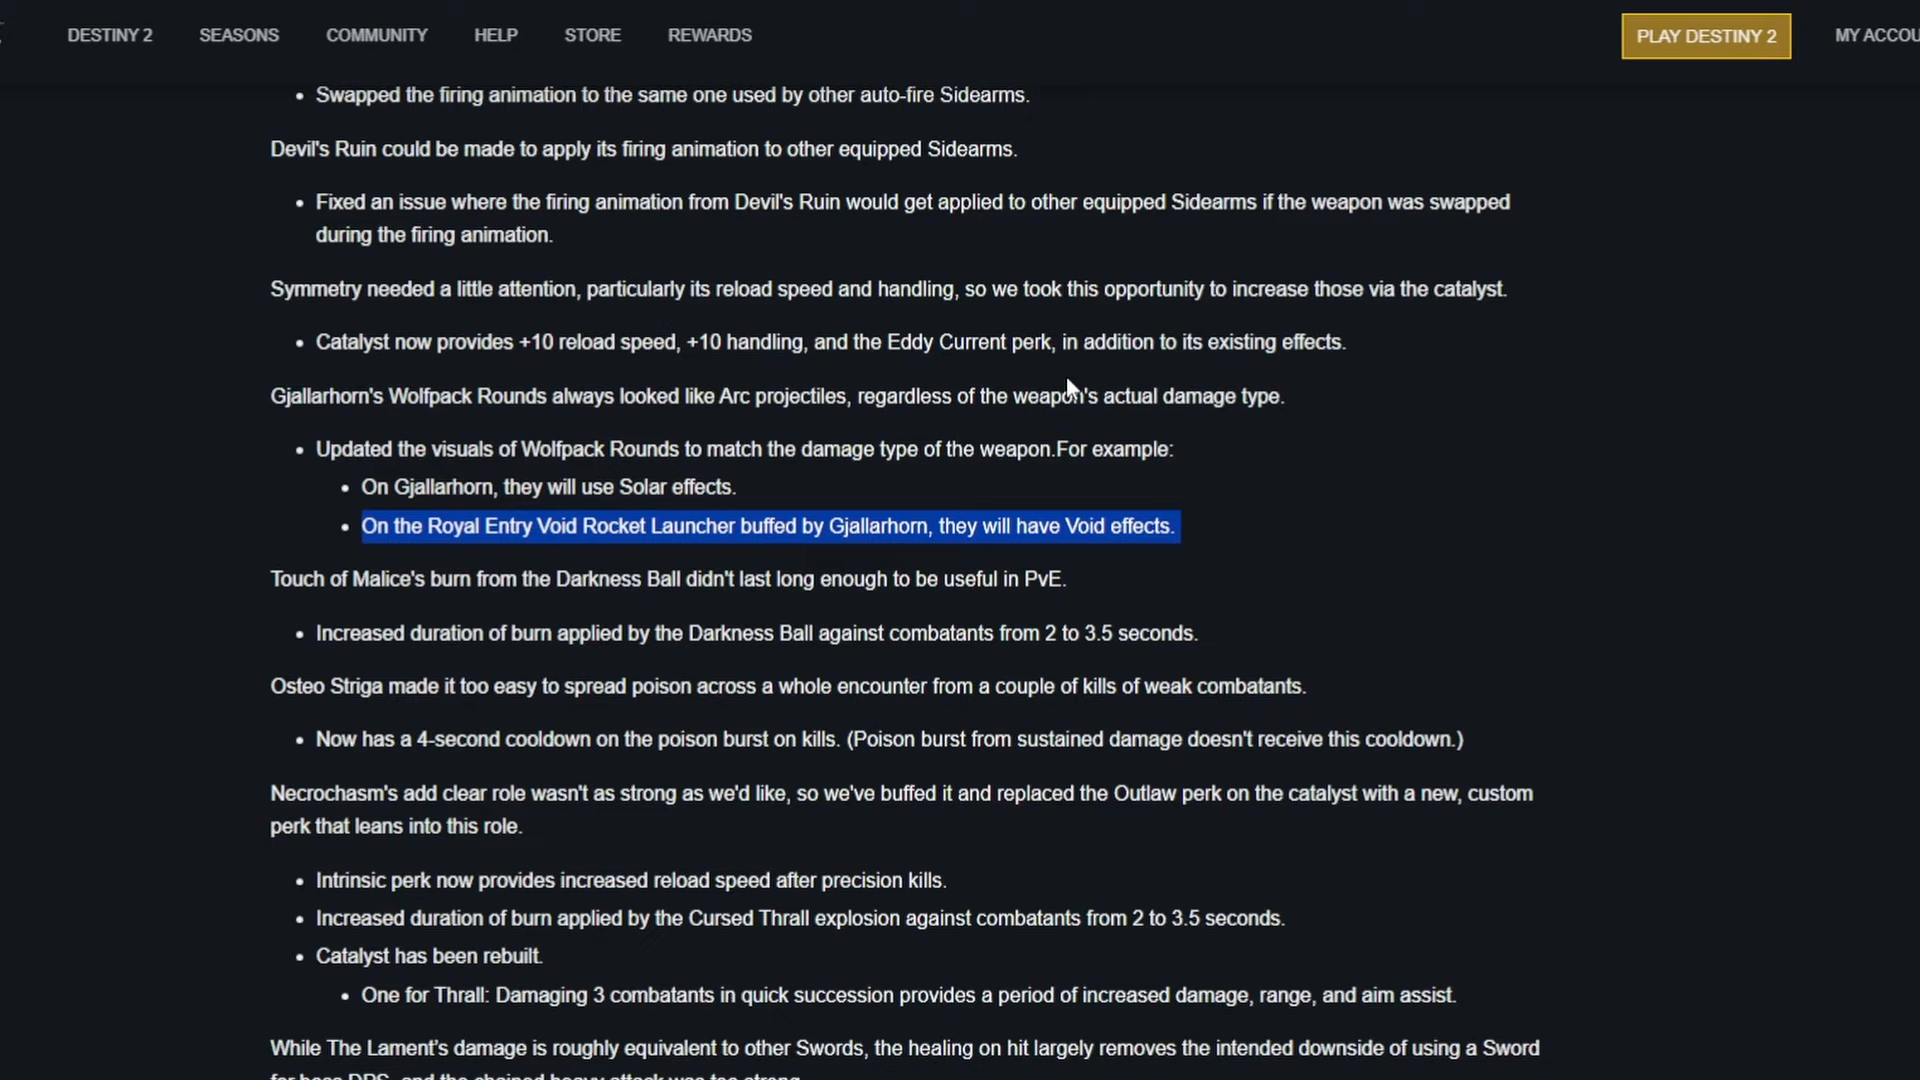 DESTINY 2 SEASONS COMMUNITY HELP STORE REWARDS PLAY DESTINY 2 MY ACCOU
• Swapped the firing animation to the same one used by other auto-fire Sidearms.
Devil's Ruin could be made to apply its firing animation to other equipped Sidearms.
• Fixed an issue where the firing animation from Devil's Ruin would get applied to other equipped Sidearms if the weapon was swapped
during the firing animation.
Symmetry needed a little attention, particularly its reload speed and handling, so we took this opportunity to increase those via the catalyst.
• Catalyst now provides +10 reload speed, +10 handling, and the Eddy Current perk, in addition to its existing effects.
Gjallarhorn's Wolfpack Rounds always looked like Arc projectiles, regardless of the weapon's actual damage type.
• Updated the visuals of Wolfpack Rounds to match the damage type of the weapon.For example:
• On Gjallarhorn, they will use Solar effects.
• On the Royal Entry Void Rocket Launcher buffed by Gjallarhorn, they will have Void effects.
Touch of Malice's burn from the Darkness Ball didn't last long enough to be useful in PvE.
• Increased duration of burn applied by the Darkness Ball against combatants from 2 to 3.5 seconds.
Osteo Striga made it too easy to spread poison across a whole encounter from a couple of kills of weak combatants.
• Now has a 4-second cooldown on the poison burst on kills. (Poison burst from sustained damage doesn't receive this cooldown.)
Necrochasm's add clear role wasn't as strong as we'd like, so we've buffed it and replaced the Outlaw perk on the catalyst with a new, custom
perk that leans into this role.
• Intrinsic perk now provides increased reload speed after precision kills.
• Increased duration of burn applied by the Cursed Thrall explosion against combatants from 2 to 3.5 seconds.
• Catalyst has been rebuilt.
• One for Thrall: Damaging 3 combatants in quick succession provides a period of increased damage, range, and aim assist.
While The Lament's damage is roughly equivalent to other Swords, the healing on hit largely removes the intended downside of using a Sword
for boss DPS, and the chained heavy attack was too strong.